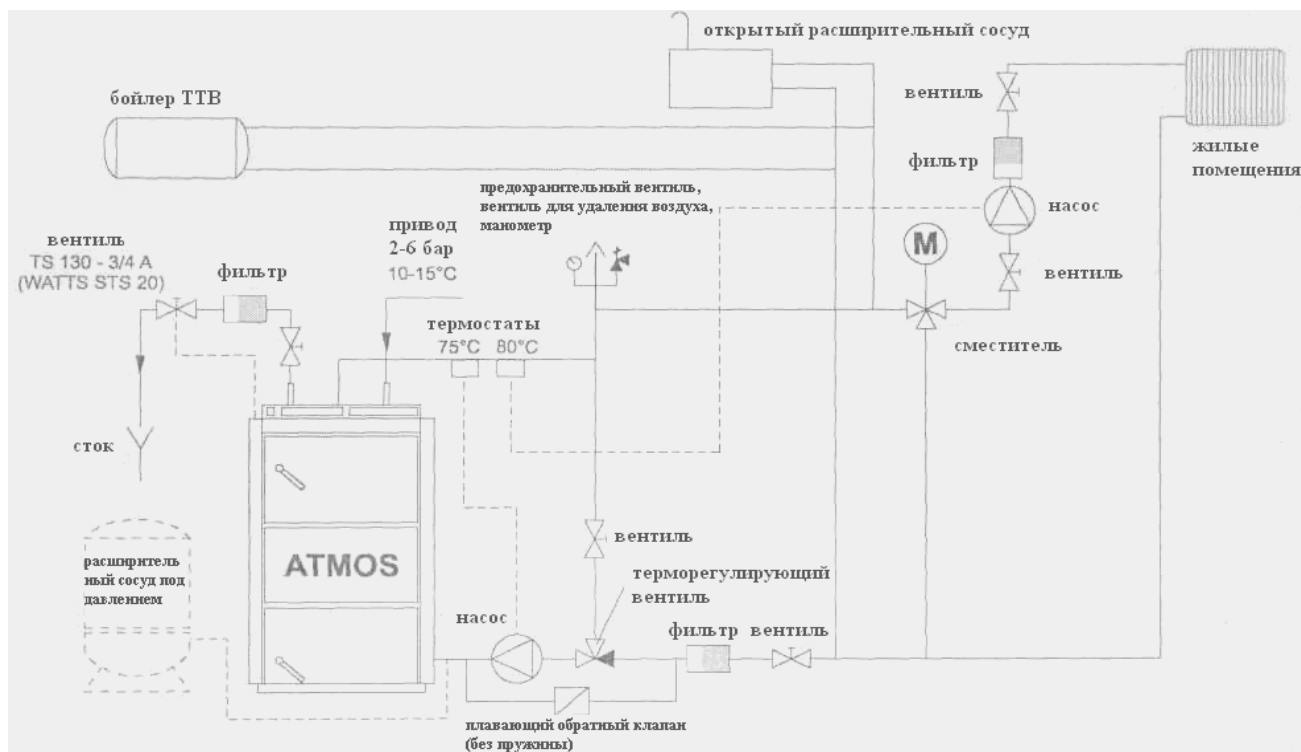 открытый расширительный сосуд
вентиль
бойлер ТТВ
фильтр
жилые
помещения
предохранительный вентиль,
вентиль для удаления воздуха,
манометр
насос
привод
2-6 бар
10-15°C
вентиль
TS 130 - 3/4 A
(WATTS STS 20)
фильтр
M
вентиль
термостаты
75°C 80°C
сместитель
сток
вентиль
расширитель
ный сосуд под
давлением
ATMOS
терморегулирующий
вентиль
насос
фильтр вентиль
плавающий обратный клапан
(без пружины)